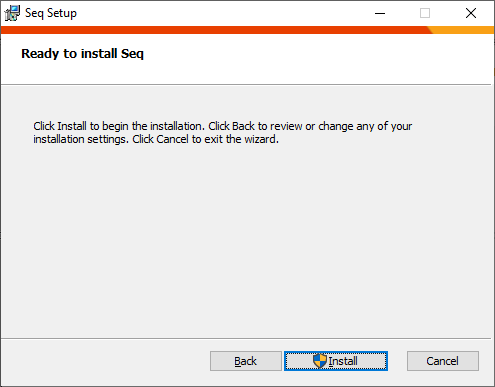 Seq Setup
Ready to install Seq
Click Install to begin the installation. Click Back to review or change any of your
installation settings. Click Cancel to exit the wizard.
Back Install Cancel